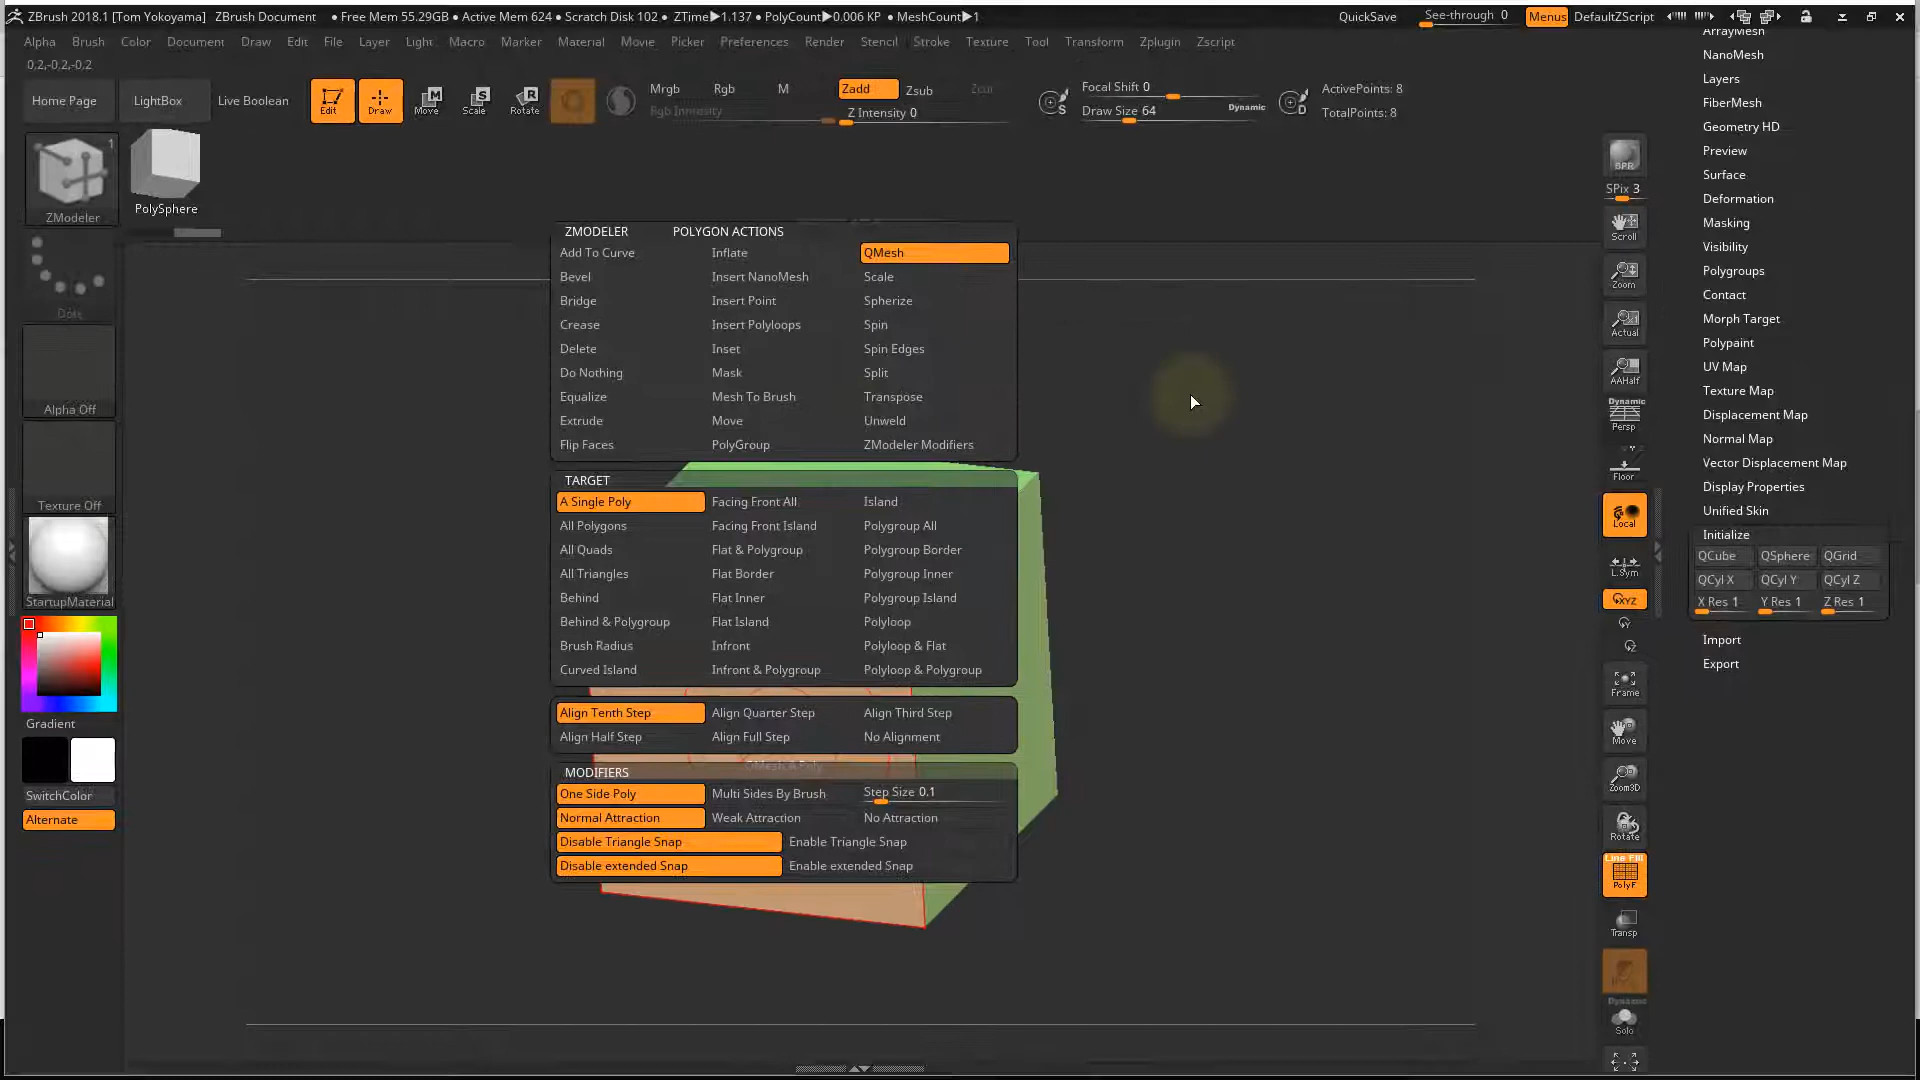 ZBrush 2018.1 [Tom Yokoyama] ZBrush Document ● Free Mem 55.29GB ● Active Mem 624 ● Scratch Disk 102 ● ZTime▶1.137 ● PolyCount▶0.006 KP ● MeshCount▶1 QuickSave See-through 0 Menus DefaultZScript
Alpha Brush Color Document Draw Edit File Layer Light Macro Marker Material Movie Picker Preferences Render Stencil Stroke Texture Tool Transform Zplugin Zscript
0.2,-0.2,-0.2
Home Page LightBox Live Boolean Edit Draw Move Scale Rotate
Mrgb Rgb M Zadd Zsub Zcut
Rgb Intensity Z Intensity 0
Focal Shift 0
Draw Size 64 Dynamic
ActivePoints: 8
TotalPoints: 8
1
ZModeler
PolySphere
Dots
Alpha Off
Texture Off
StartupMaterial
Gradient
SwitchColor
Alternate
ZMODELER POLYGON ACTIONS
Add To Curve Inflate QMesh
Bevel Insert NanoMesh Scale
Bridge Insert Point Spherize
Crease Insert Polyloops Spin
Delete Inset Spin Edges
Do Nothing Mask Split
Equalize Mesh To Brush Transpose
Extrude Move Unweld
Flip Faces PolyGroup ZModeler Modifiers
TARGET
A Single Poly Facing Front All Island
All Polygons Facing Front Island Polygroup All
All Quads Flat & Polygroup Polygroup Border
All Triangles Flat Border Polygroup Inner
Behind Flat Inner Polygroup Island
Behind & Polygroup Flat Island Polyloop
Brush Radius Infront Polyloop & Flat
Curved Island Infront & Polygroup Polyloop & Polygroup
Align Tenth Step Align Quarter Step Align Third Step
Align Half Step Align Full Step No Alignment
QMesh A Poly
MODIFIERS
One Side Poly Multi Sides By Brush Step Size 0.1
Normal Attraction Weak Attraction No Attraction
Disable Triangle Snap Enable Triangle Snap
Disable extended Snap Enable extended Snap
BPR
SPix 3
Scroll
Zoom
Actual
AAHalf
Dynamic
Persp
Floor
Local
L.Sym
XYZ
Y
Z
Frame
Move
Zoom3D
Rotate
Line Fill
PolyF
Transp
Dynamic
Solo
ArrayMesh
NanoMesh
Layers
FiberMesh
Geometry HD
Preview
Surface
Deformation
Masking
Visibility
Polygroups
Contact
Morph Target
Polypaint
UV Map
Texture Map
Displacement Map
Normal Map
Vector Displacement Map
Display Properties
Unified Skin
Initialize
QCube QSphere QGrid
QCyl X QCyl Y QCyl Z
X Res 1 Y Res 1 Z Res 1
Import
Export